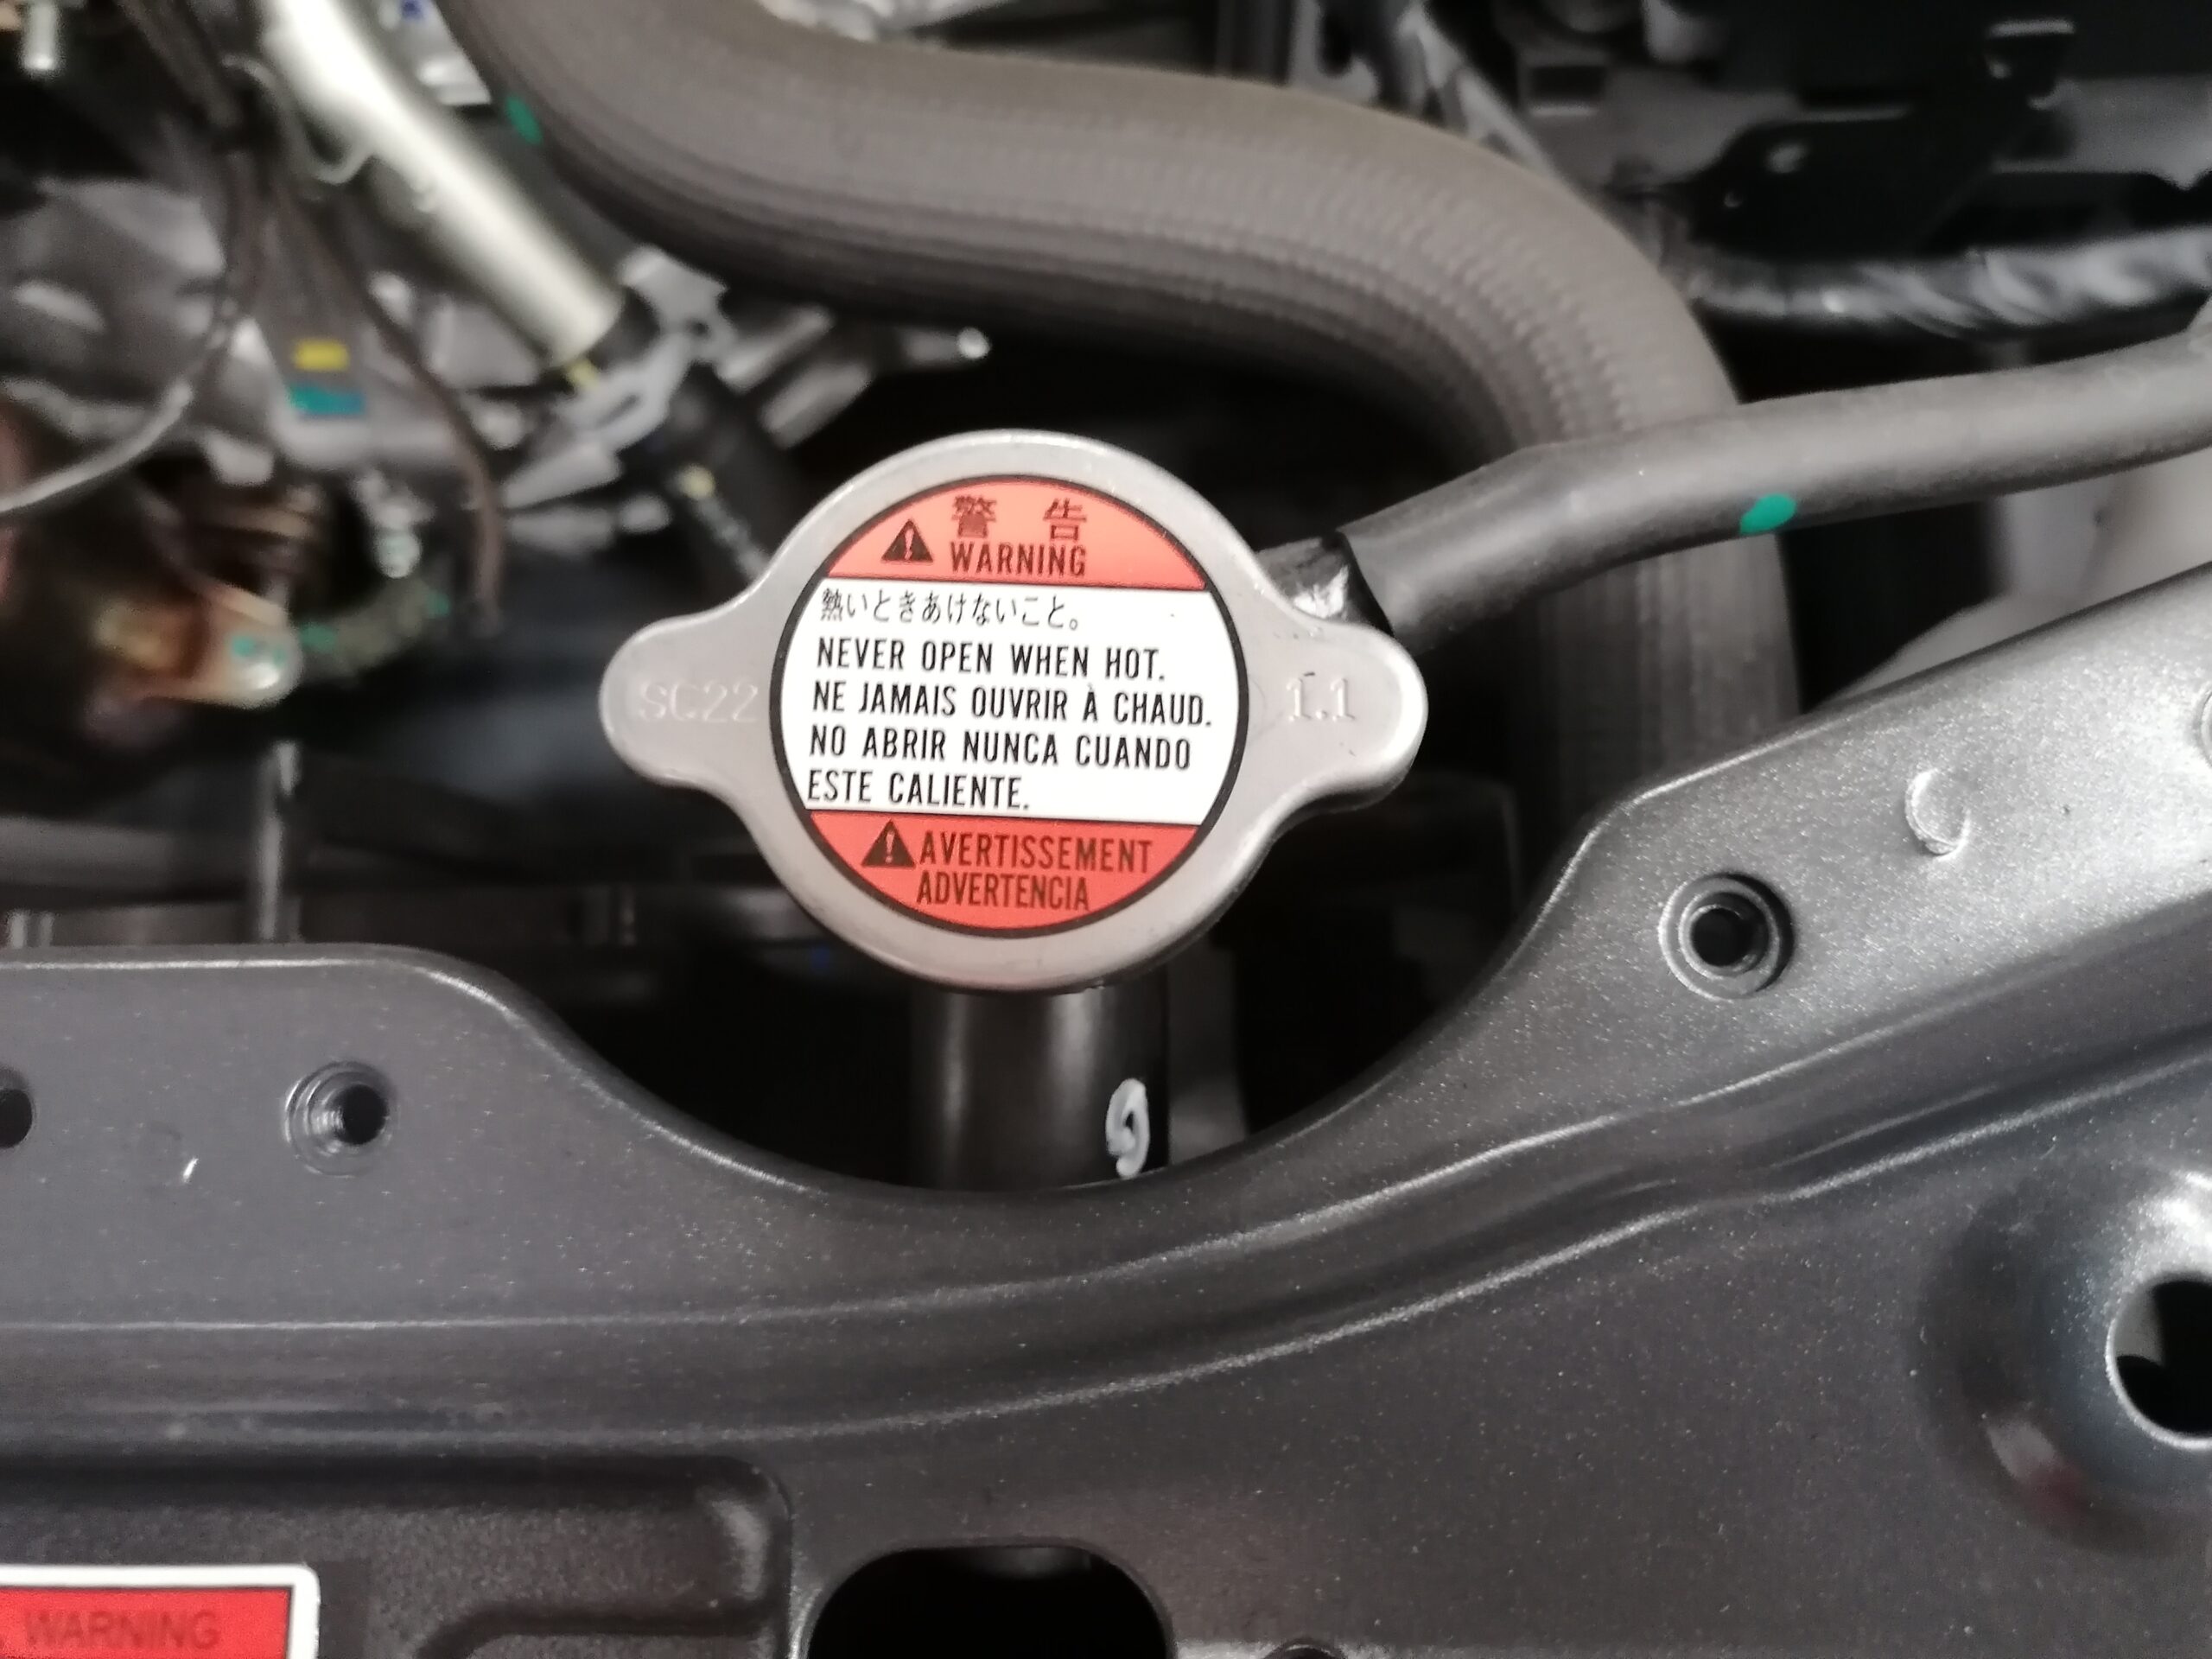 警告
WARNING
熱いときあけないこと。
NEVER OPEN WHEN HOT.
SC22
1.1
NE JAMAIS OUVRIR À CHAUD.
NO ABRIR NUNCA CUANDO
ESTE CALIENTE.
AVERTISSEMENT
ADVERTENCIA
9
WARNING